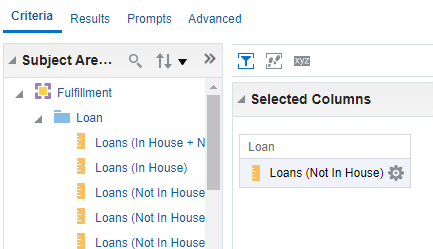 Criteria Results Prompts Advanced
Subject Are...
xyz
Selected Columns
Fulfillment
Loan
Loans (In House + N
Loans (In House)
Loans (Not In House
Loans (Not In House
Loans (Not In House
Loan
Loans (Not In House)